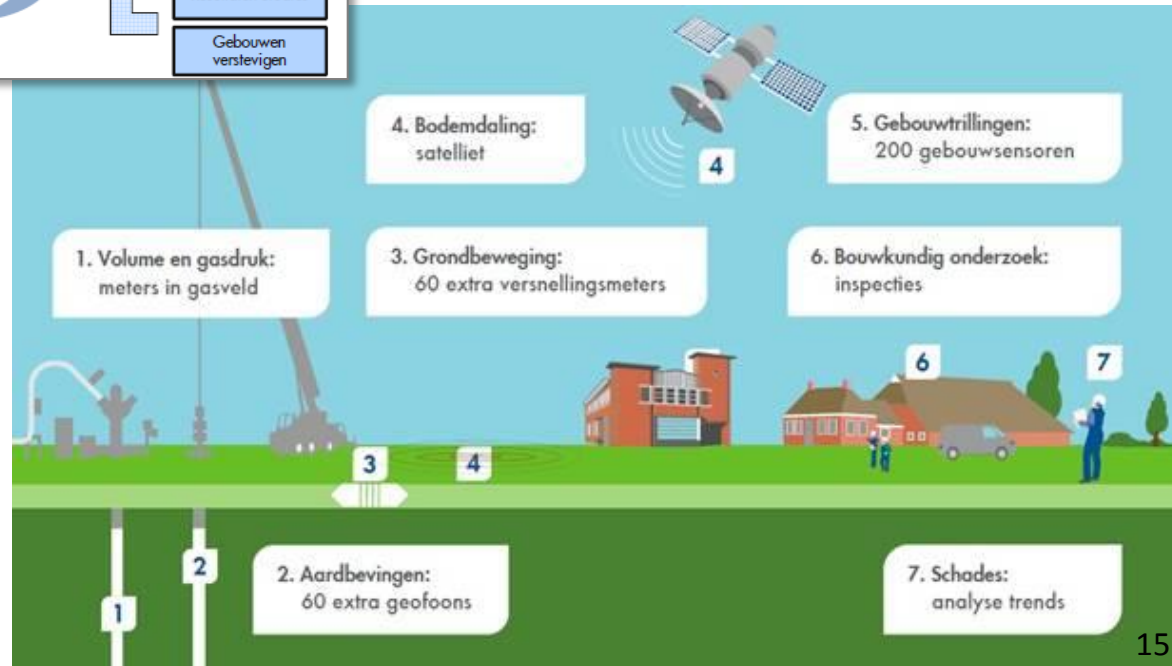 Gebouwen
verstevigen
4. Bodemdaling:
satelliet
4
5. Gebouwtrillingen:
200 gebouwsensoren
1. Volume en gasdruk:
meters in gasveld
3. Grondbeweging:
60 extra versnellingsmeters
6. Bouwkundig onderzoek:
inspecties
6
7
3
4
2
1
2. Aardbevingen:
60 extra geofoons
7. Schades:
analyse trends
15